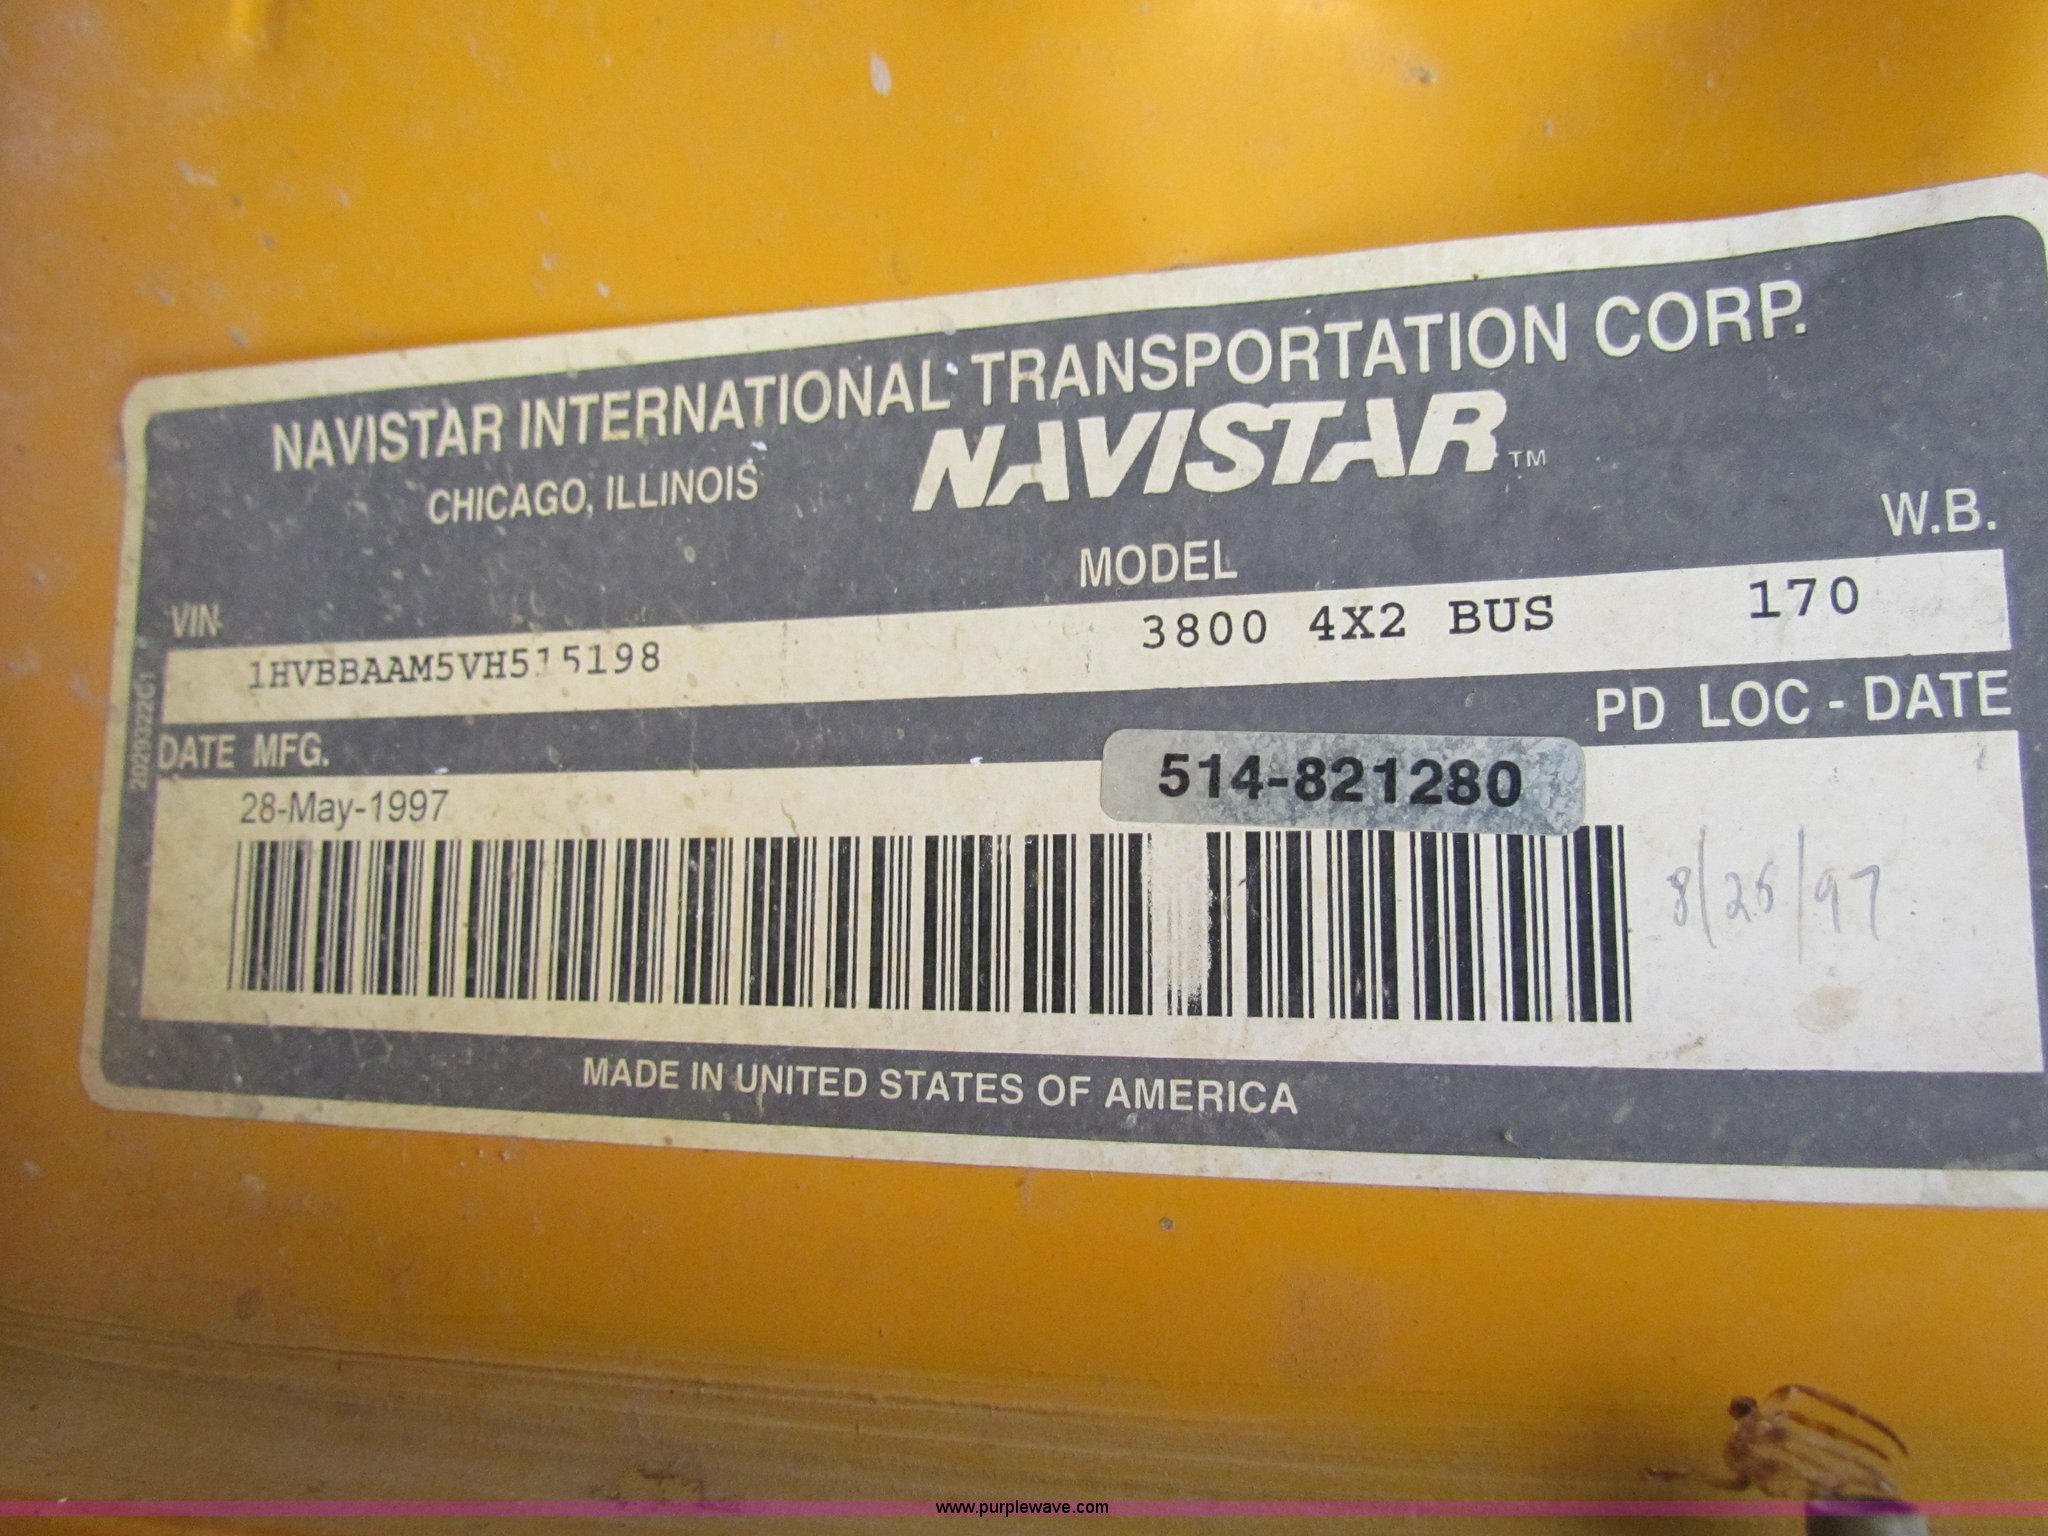 NAVISTAR INTERNATIONAL TRANSPORTATION CORP.
CHICAGO, ILLINOIS
NAVISTAR™
VIN
MODEL
W.B.
1HVBBAAM5VH515198
3800 4X2 BUS
170
DATE MFG.
PD LOC - DATE
28-May-1997
514-821280
8/25/97
2029322C1
MADE IN UNITED STATES OF AMERICA
www.purplewave.com